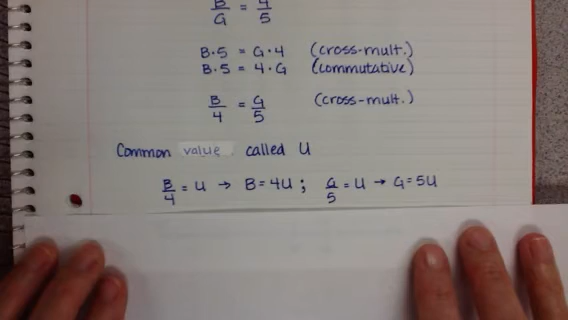 B/G = 4/5
B·5 = G·4 (cross-mult.)
B·5 = 4·G (commutative)
B/4 = G/5 (cross-mult.)
Common value called U
B/4 = U → B = 4U ; G/5 = U → G = 5U